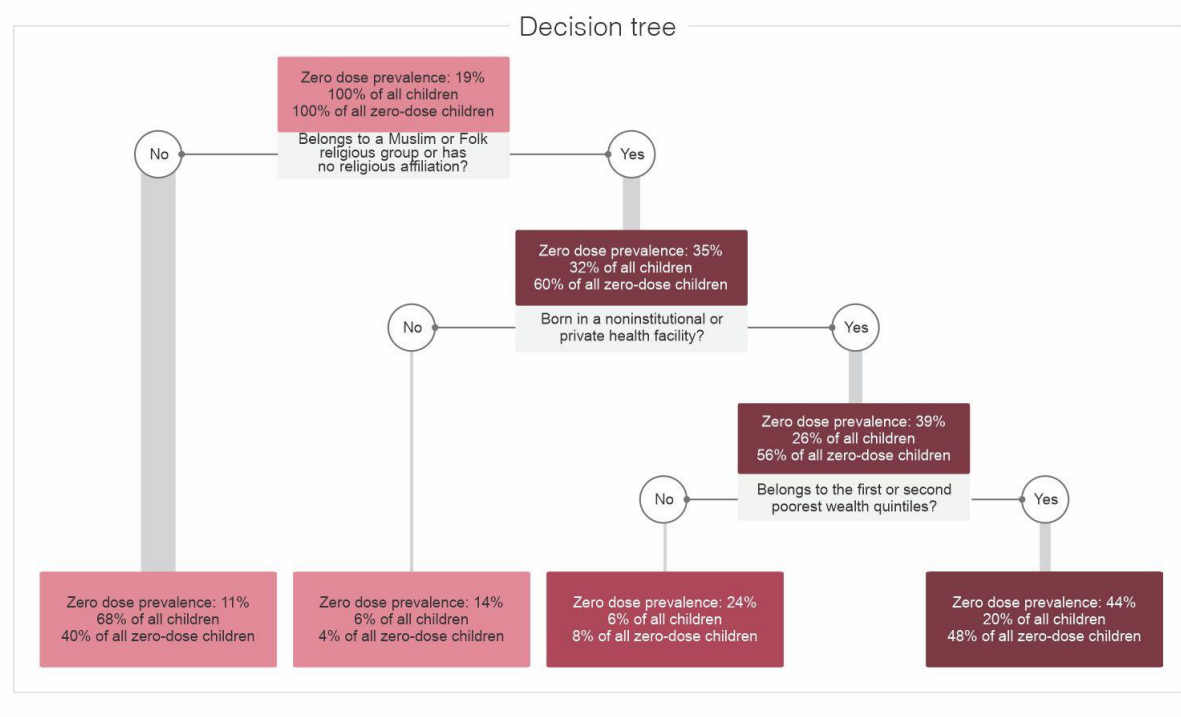 Decision tree
Zero dose prevalence: 19%
100% of all children
100% of all zero-dose children
Belongs to a Muslim or Folk
religious group or has
no religious affiliation?
No
Yes
Zero dose prevalence: 35%
32% of all children
60% of all zero-dose children
Born in a noninstitutional or
private health facility?
No
Yes
Zero dose prevalence: 39%
26% of all children
56% of all zero-dose children
Belongs to the first or second
poorest wealth quintiles?
No
Yes
Zero dose prevalence: 11%
68% of all children
40% of all zero-dose children
Zero dose prevalence: 14%
6% of all children
4% of all zero-dose children
Zero dose prevalence: 24%
6% of all children
8% of all zero-dose children
Zero dose prevalence: 44%
20% of all children
48% of all zero-dose children